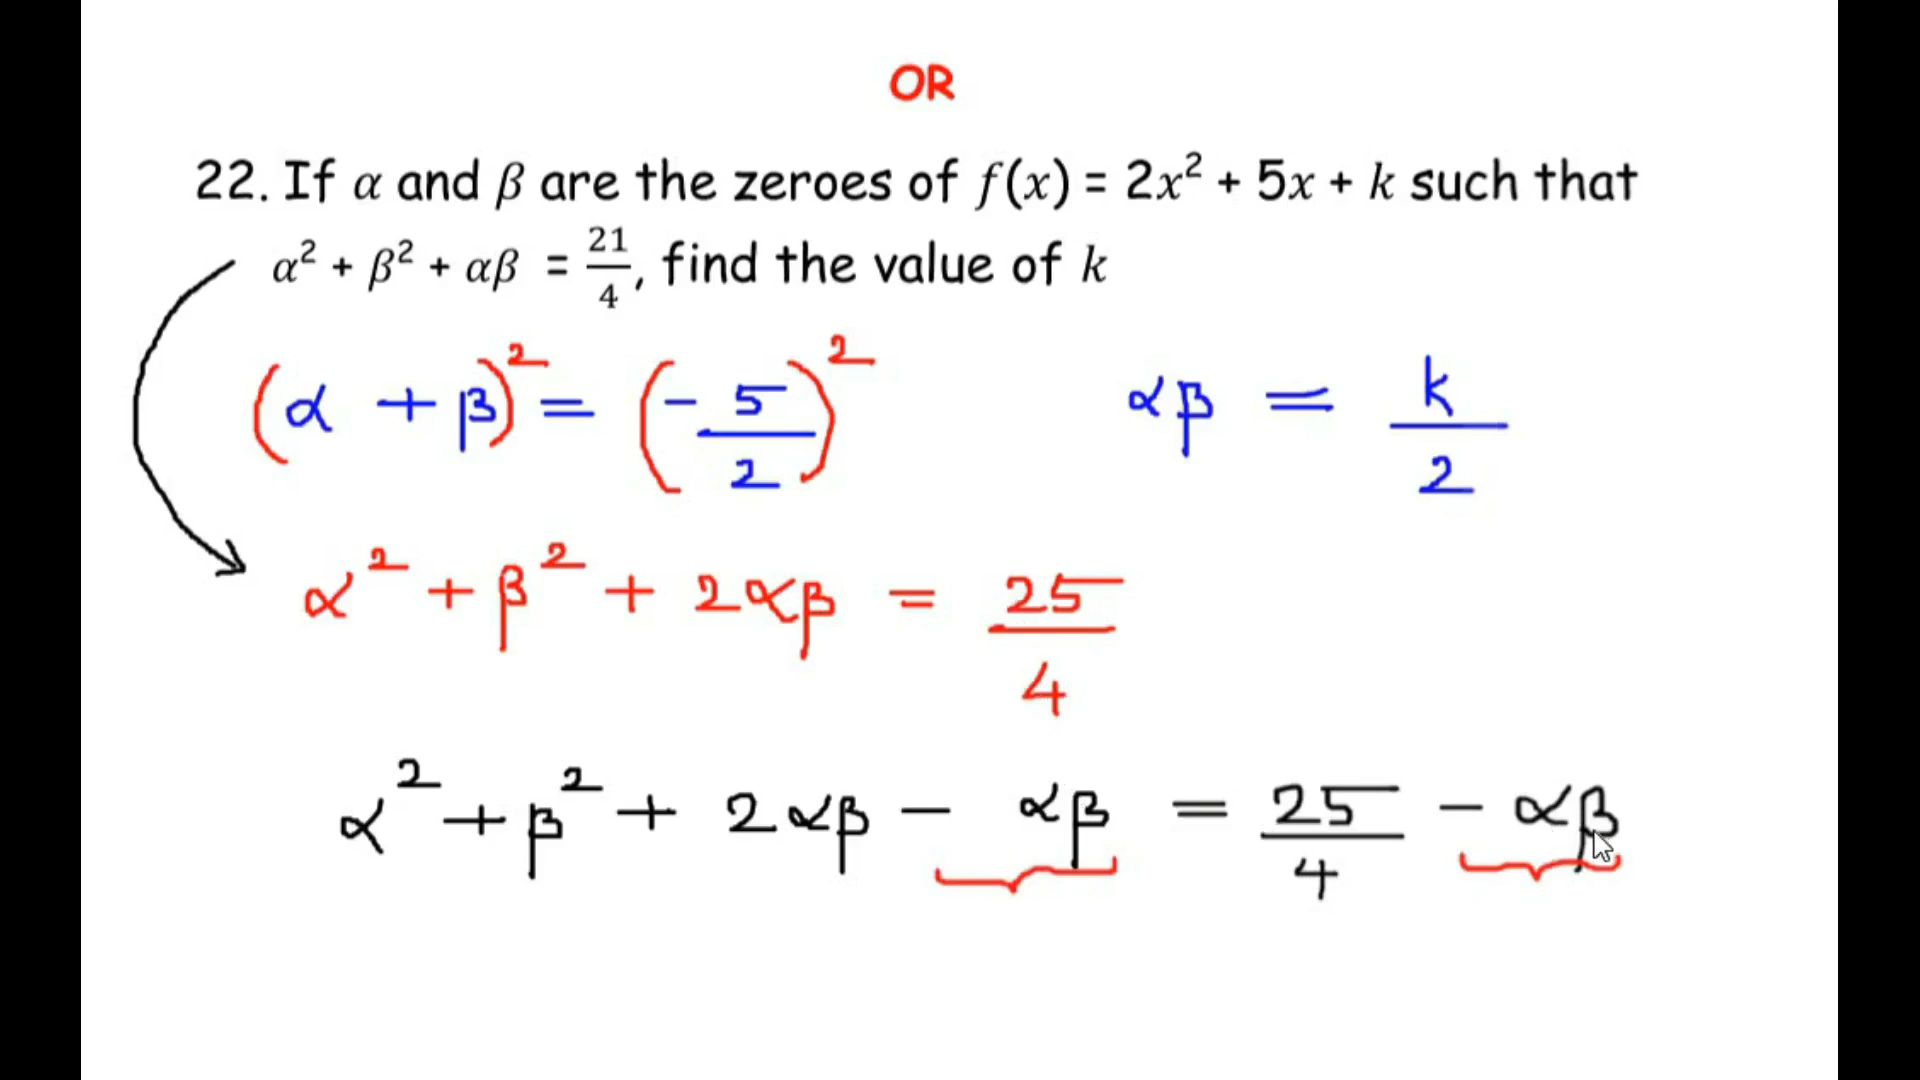 OR
22. If α and β are the zeroes of f(x) = 2x² + 5x + k such that
α² + β² + αβ = 21/4, find the value of k
(α + β)² = (-5/2)² αβ = k/2
α² + β² + 2αβ = 25/4
α² + β² + 2αβ - αβ = 25/4 - αβ